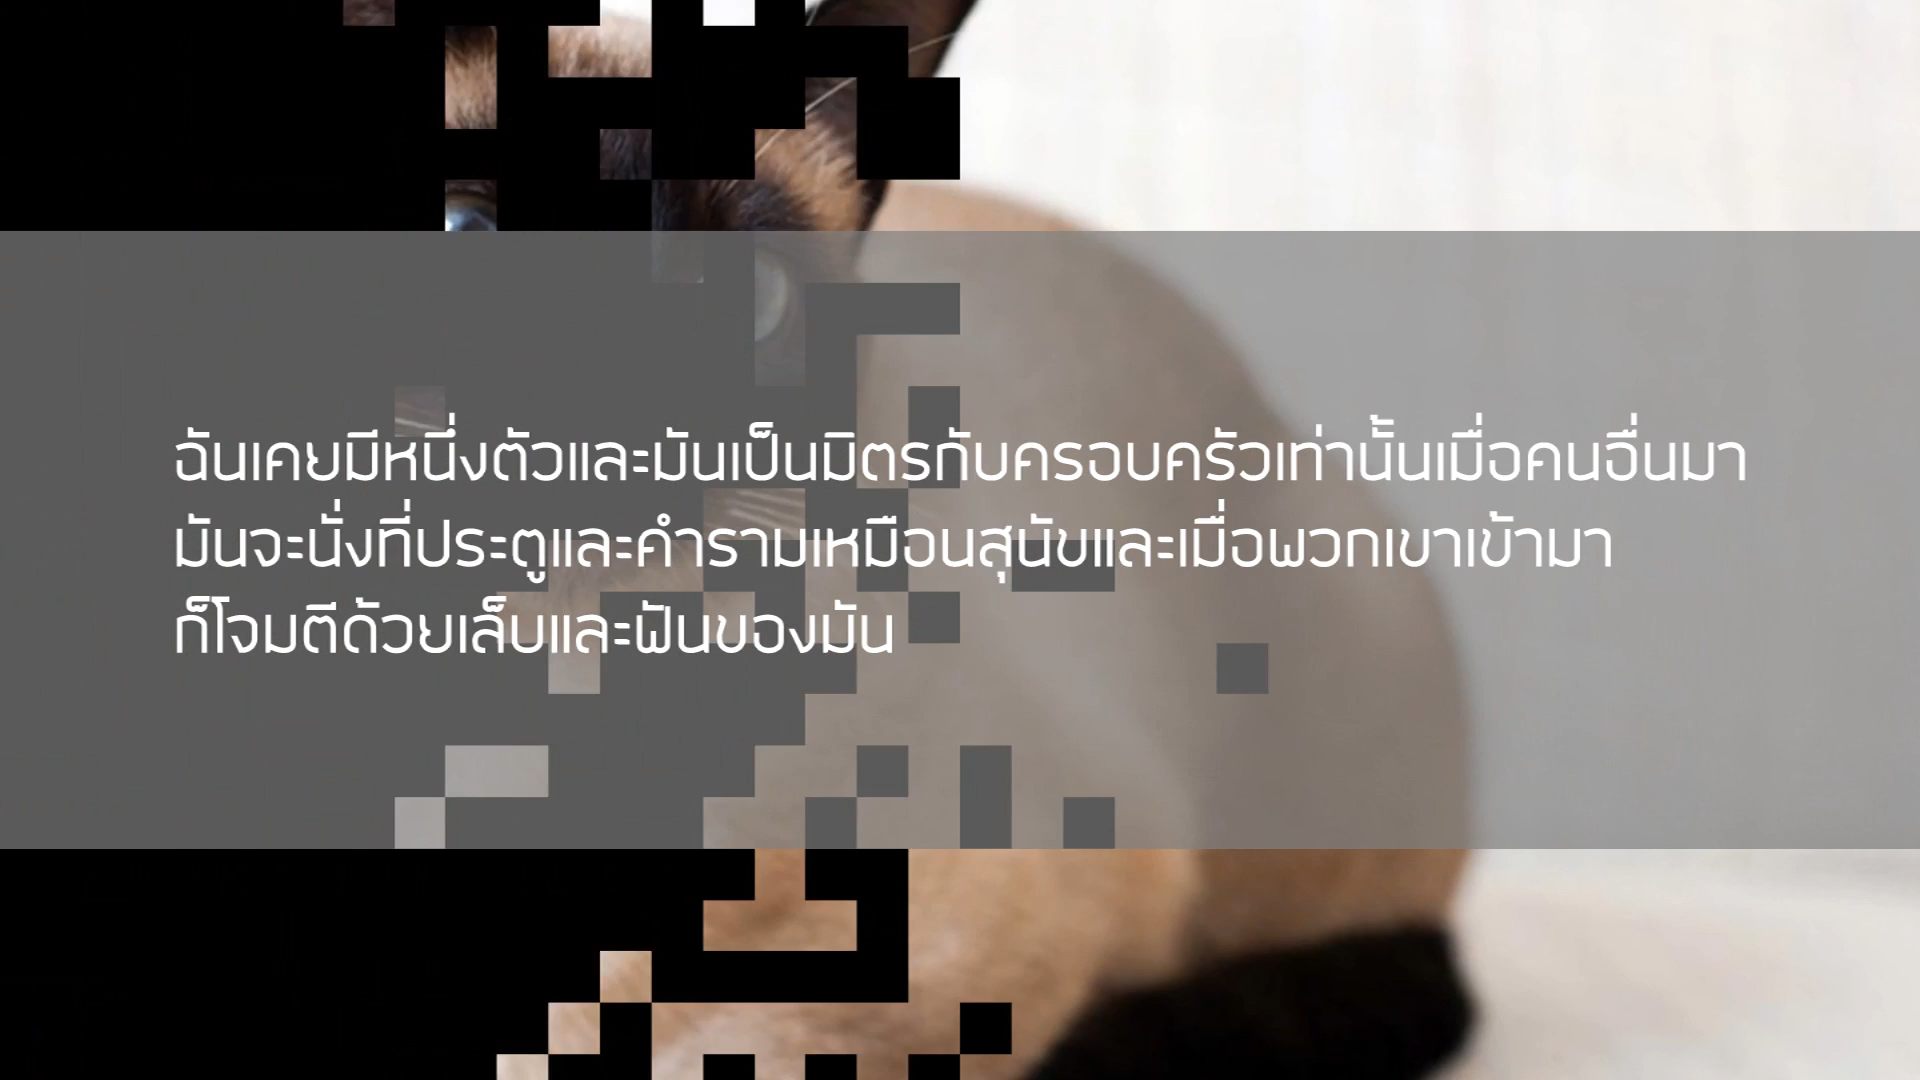 ฉันเคยมีหนึ่งตัวและมันเป็นมิตรกับครอบครัวเท่านั้นเมื่อคนอื่นมา
มันจะนั่งที่ประตูและคำรามเหมือนสุนัขและเมื่อพวกเขาเข้ามา
ก็โจมตีด้วยเล็บและฟันของมัน